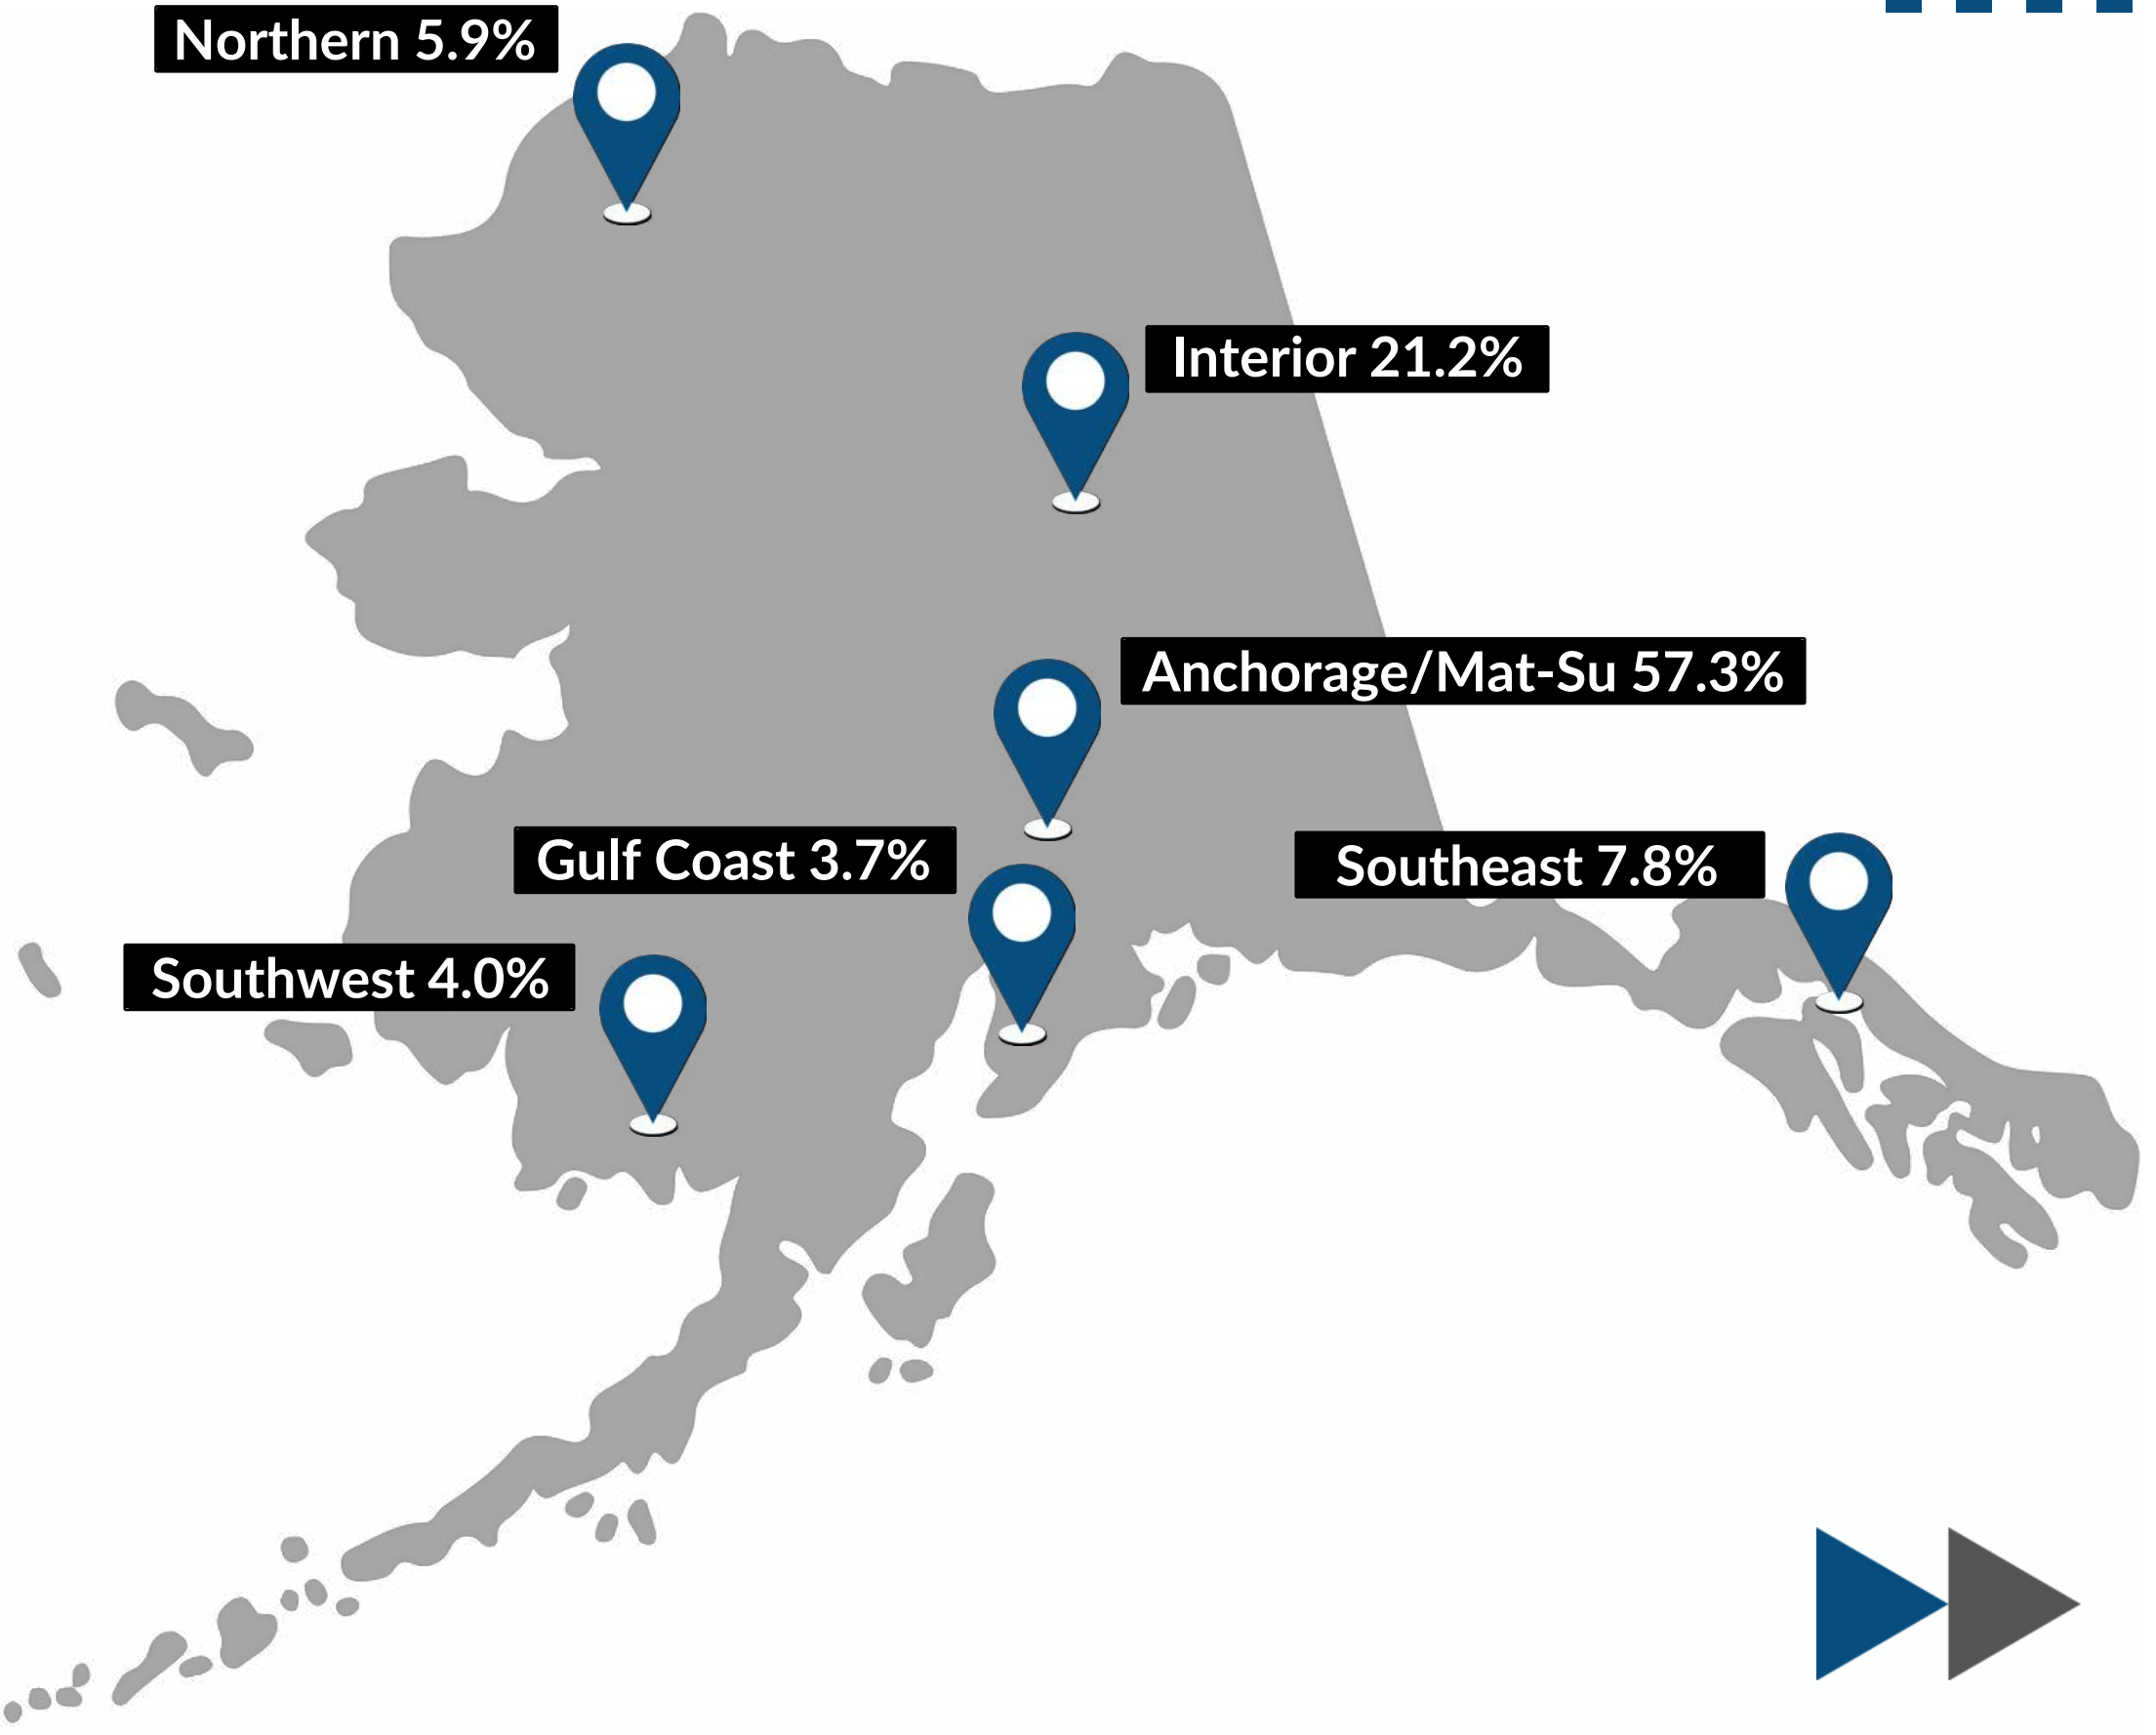 Northern 5.9%
Interior 21.2%
Anchorage/Mat-Su 57.3%
Gulf Coast 3.7%
Southeast 7.8%
Southwest 4.0%